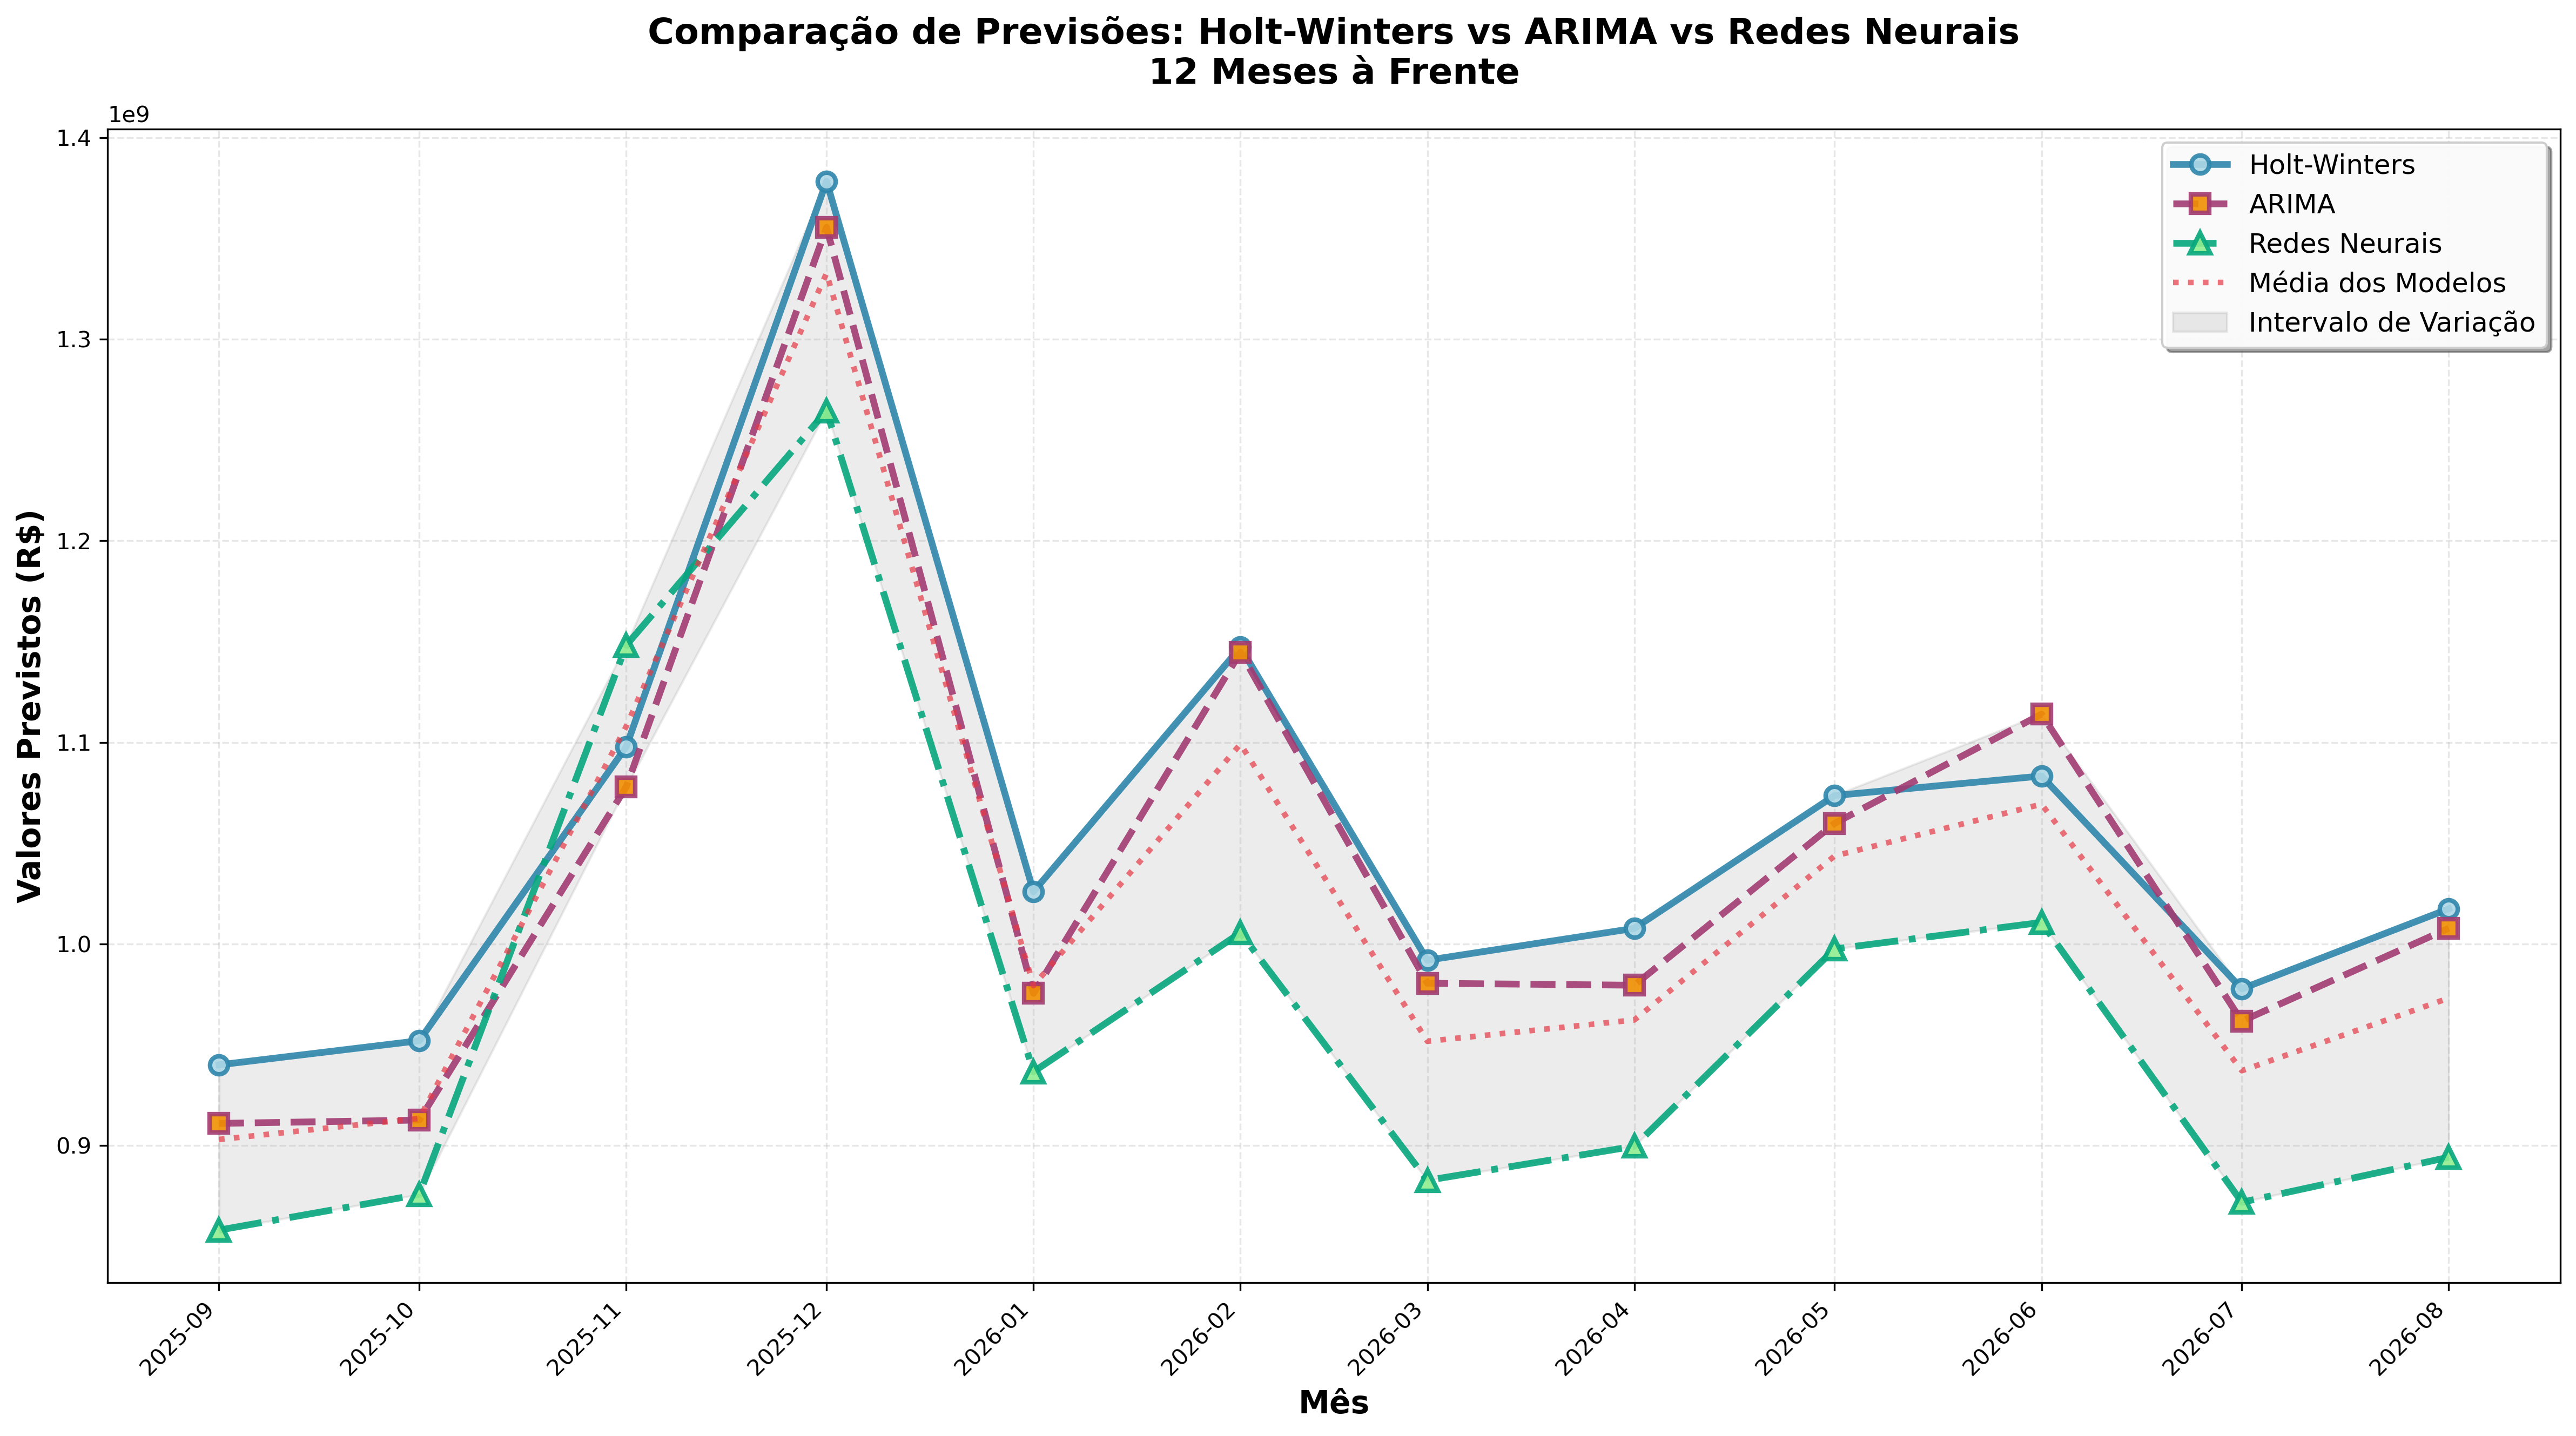 Comparação de Previsões: Holt-Winters vs ARIMA vs Redes Neurais
12 Meses à Frente
1e9
1.4
1.3
1.2
1.1
1.0
0.9
Valores Previstos (R$)
Holt-Winters
ARIMA
Redes Neurais
Média dos Modelos
Intervalo de Variação
2025-09
2025-10
2025-11
2025-12
2026-01
2026-02
2026-03
2026-04
2026-05
2026-06
2026-07
2026-08
Mês